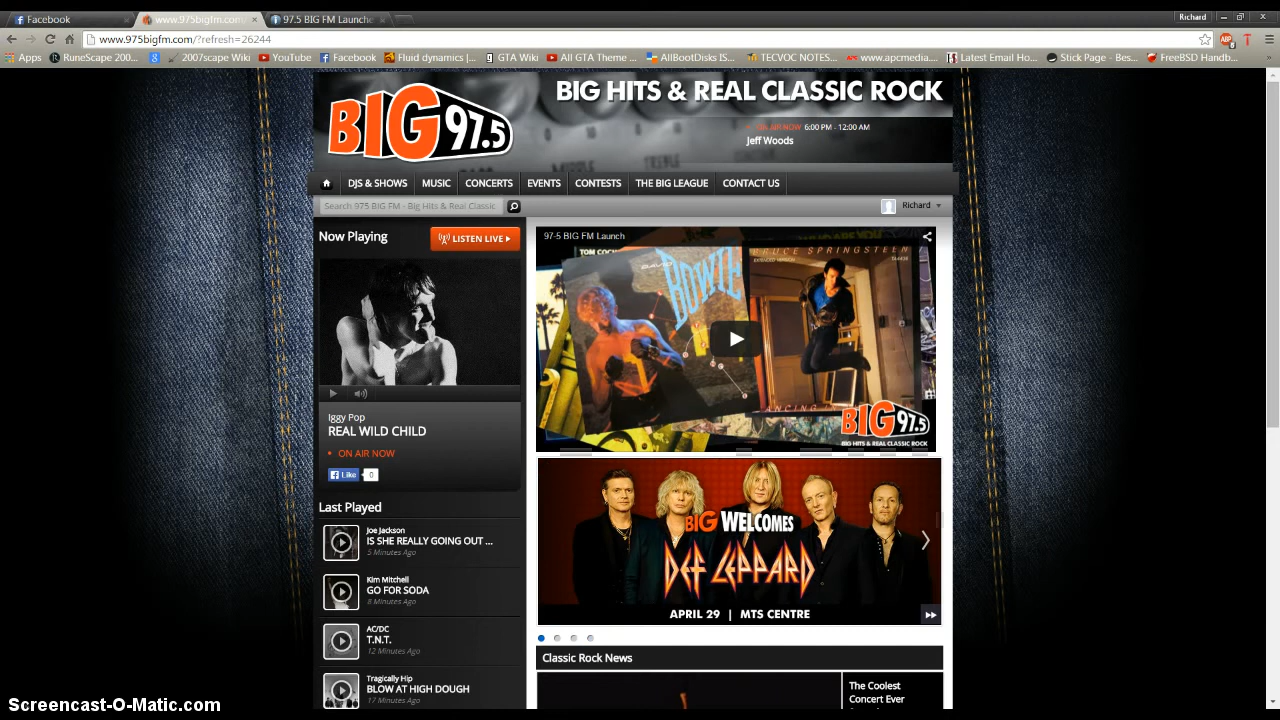 Facebook
www.975bigfm.com
97.5 BIG FM Launche
Richard
www.975bigfm.com/?refresh=26244
Apps
RuneScape 200...
2007scape Wiki
YouTube
Facebook
Fluid dynamics |...
GTA Wiki
All GTA Theme ...
AllBootDisks IS...
TECVOC NOTES...
www.apcmedia....
Latest Email Ho...
Stick Page - Bes...
FreeBSD Handb...
BIG 97.5
BIG HITS & REAL CLASSIC ROCK
ON AIR NOW 6:00 PM - 12:00 AM
Jeff Woods
DJS & SHOWS
MUSIC
CONCERTS
EVENTS
CONTESTS
THE BIG LEAGUE
CONTACT US
Search 975 BIG FM - Big Hits & Real Classic
Richard
Now Playing
LISTEN LIVE
Iggy Pop
REAL WILD CHILD
ON AIR NOW
Like 0
Last Played
Joe Jackson
IS SHE REALLY GOING OUT ...
5 Minutes Ago
Kim Mitchell
GO FOR SODA
8 Minutes Ago
AC/DC
T.N.T.
12 Minutes Ago
Tragically Hip
BLOW AT HIGH DOUGH
17 Minutes Ago
97-5 BIG FM Launch
TOM COCH
DAVID
BOWIE
BRUCE SPRINGSTEEN
EXTENDED VERSION
DANCING IN
BIG 97.5
BIG HITS & REAL CLASSIC ROCK
BIG WELCOMES
DEF LEPPARD
APRIL 29 | MTS CENTRE
Classic Rock News
The Coolest
Concert Ever
Screencast-O-Matic.com